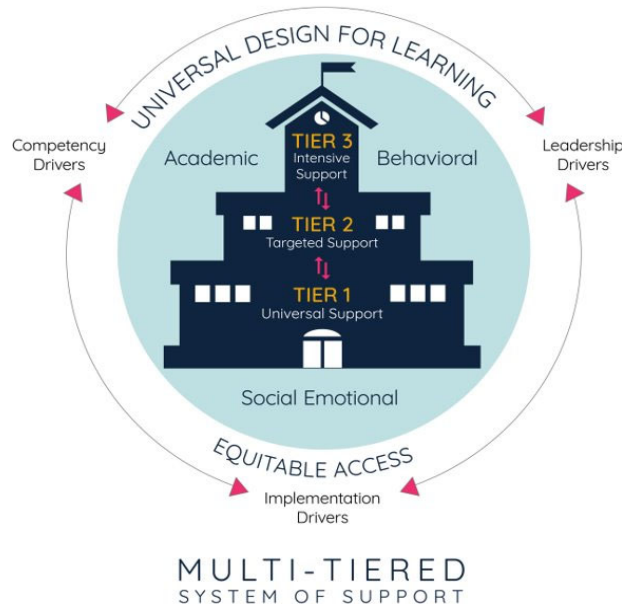 UNIVERSAL DESIGN FOR LEARNING
Competency
Drivers
Leadership
Drivers
Academic
Behavioral
TIER 3
Intensive
Support
TIER 2
Targeted Support
TIER 1
Universal Support
Social Emotional
EQUITABLE ACCESS
Implementation
Drivers
MULTI-TIERED
SYSTEM OF SUPPORT